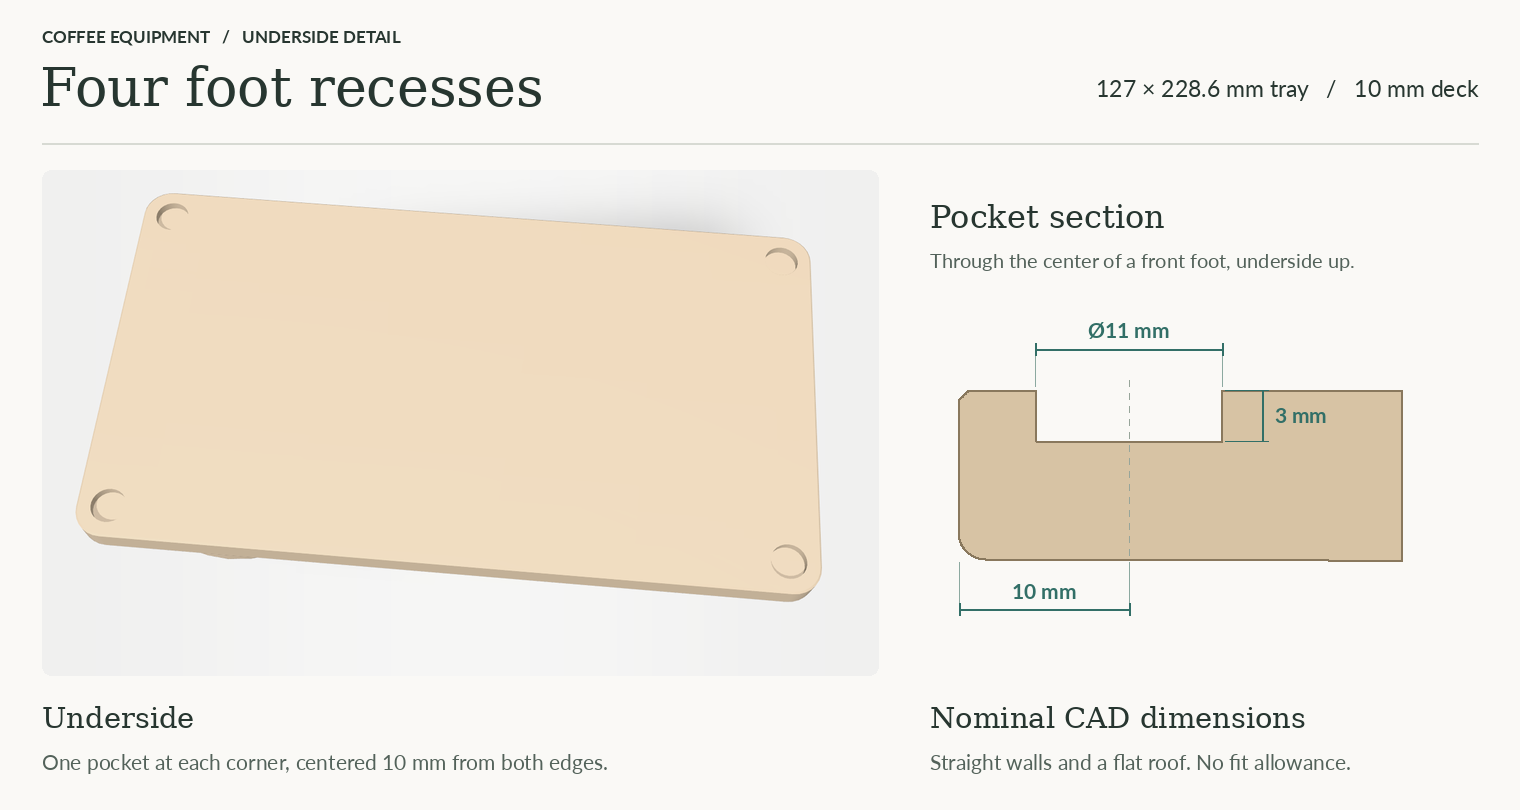 COFFEE EQUIPMENT / UNDERSIDE DETAIL
Four foot recesses
127 × 228.6 mm tray / 10 mm deck
Pocket section
Through the center of a front foot, underside up.
Ø11 mm
3 mm
10 mm
Underside
One pocket at each corner, centered 10 mm from both edges.
Nominal CAD dimensions
Straight walls and a flat roof. No fit allowance.